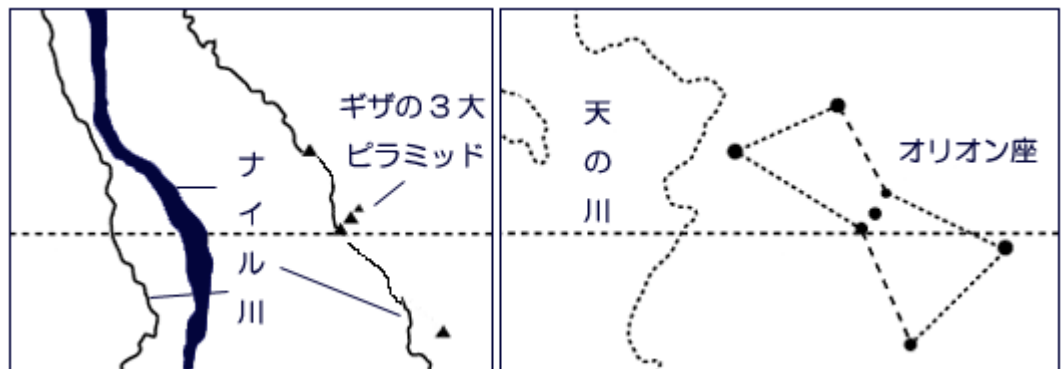 ギザの3大
ピラミッド
ナイル川
天の川
オリオン座